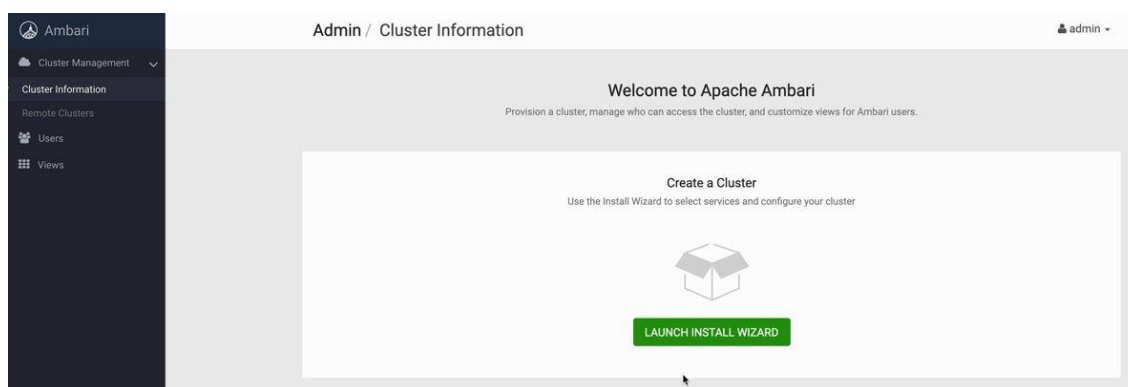 Ambari
Admin / Cluster Information
admin
Cluster Management
Cluster Information
Remote Clusters
Users
Views
Welcome to Apache Ambari
Provision a cluster, manage who can access the cluster, and customize views for Ambari users.
Create a Cluster
Use the Install Wizard to select services and configure your cluster
LAUNCH INSTALL WIZARD